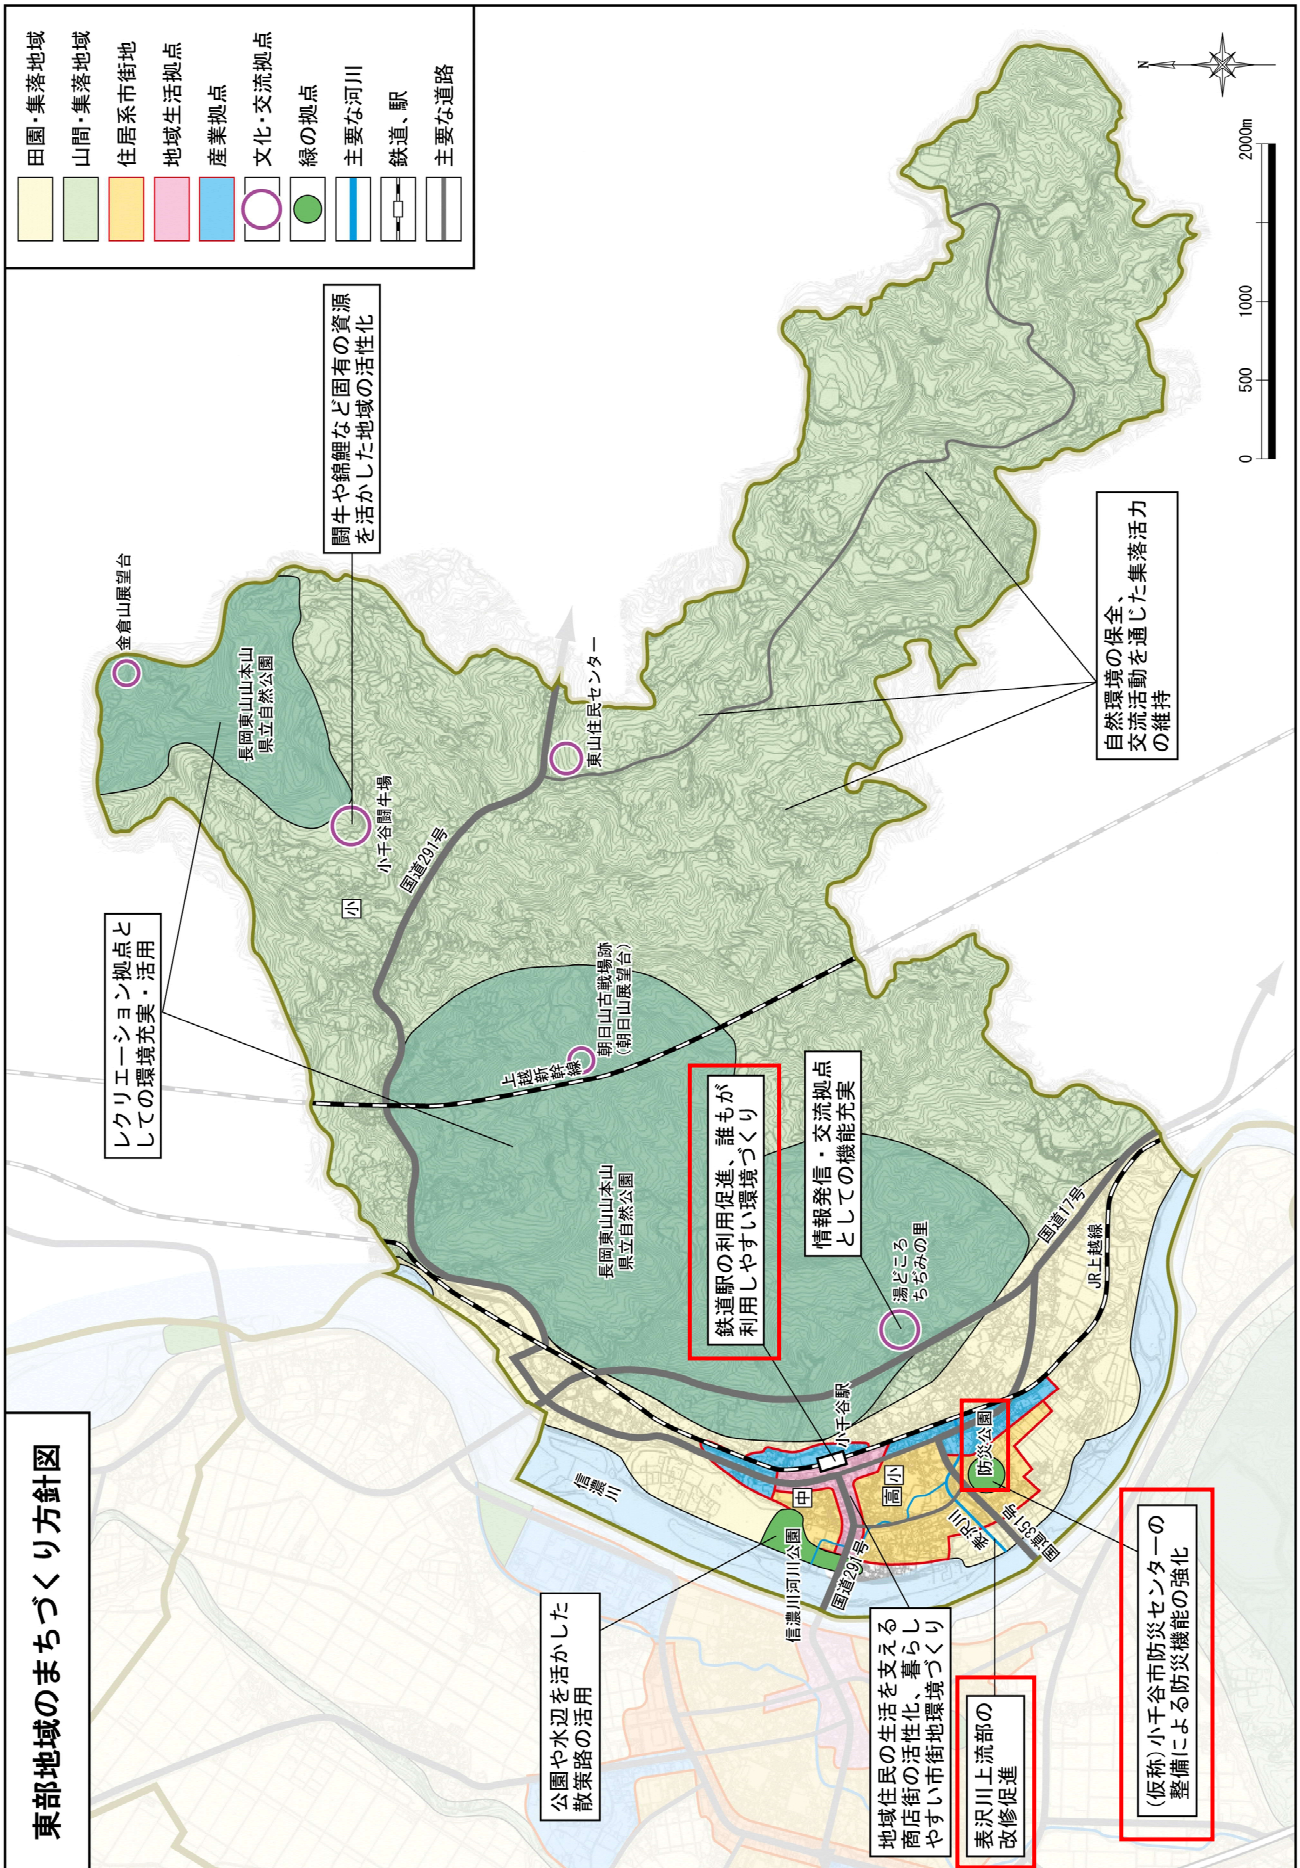 東部地域のまちづくり方針図
田園・集落地域
山間・集落地域
住居系市街地
地域生活拠点
産業拠点
文化・交流拠点
緑の拠点
主要な河川
鉄道、駅
主要な道路
N
0
500
1000
2000m
レクリエーション拠点と
しての環境充実・活用
闘牛や錦鯉など固有の資源
を活かした地域の活性化
金倉山展望台
長岡東山山本山
県立自然公園
小千谷闘牛場
小
国道291号
東山住民センター
上越新幹線
朝日山古戦場跡
(朝日山展望台)
長岡東山山本山
県立自然公園
鉄道駅の利用促進、誰もが
利用しやすい環境づくり
情報発信・交流拠点
としての機能充実
湯どころ
ちぢみの里
自然環境の保全、
交流活動を通じた集落活力
の維持
国道17号
JR上越線
小千谷駅
信濃川
中
高
小
防災公園
信濃川河川公園
国道291号
表沢川
国道351号
公園や水辺を活かした
散策路の活用
地域住民の生活を支える
商店街の活性化、暮らし
やすい市街地環境づくり
表沢川上流部の
改修促進
(仮称)小千谷市防災センターの
整備による防災機能の強化